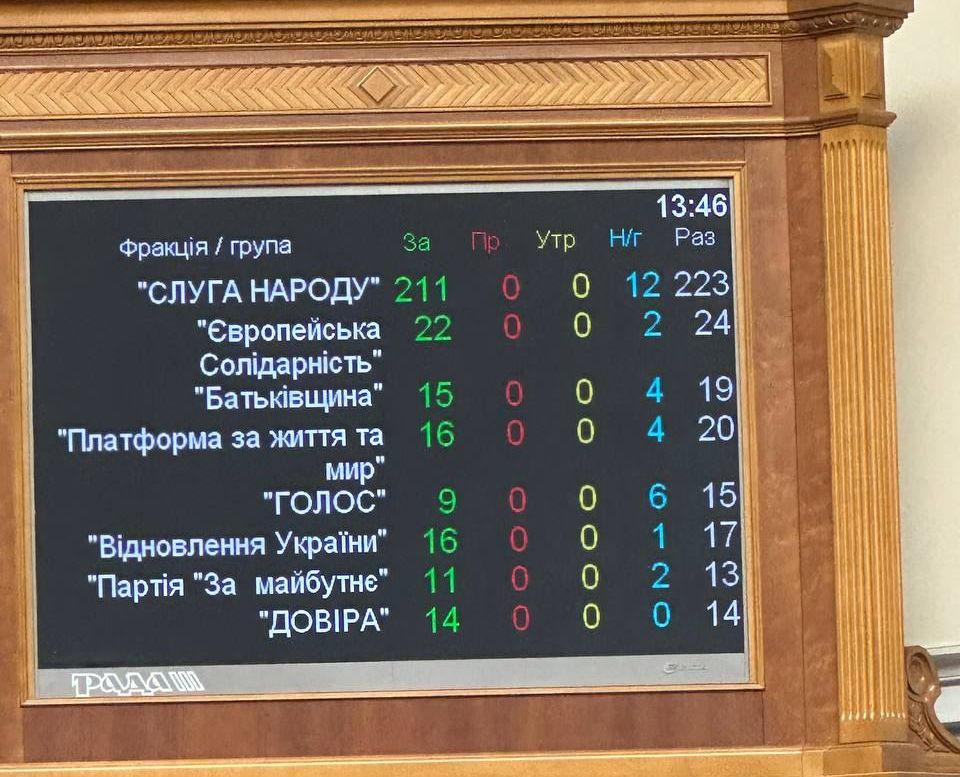 13:46
Фракція / група За Пр Утр Н/г Раз
"СЛУГА НАРОДУ" 211 0 0 12 223
"Європейська 22 0 0 2 24
Солідарність"
"Батьківщина" 15 0 0 4 19
"Платформа за життя та 16 0 0 4 20
мир"
"ГОЛОС" 9 0 0 6 15
"Відновлення України" 16 0 0 1 17
"Партія "За майбутнє" 11 0 0 2 13
"ДОВІРА" 14 0 0 0 14
РАДА III